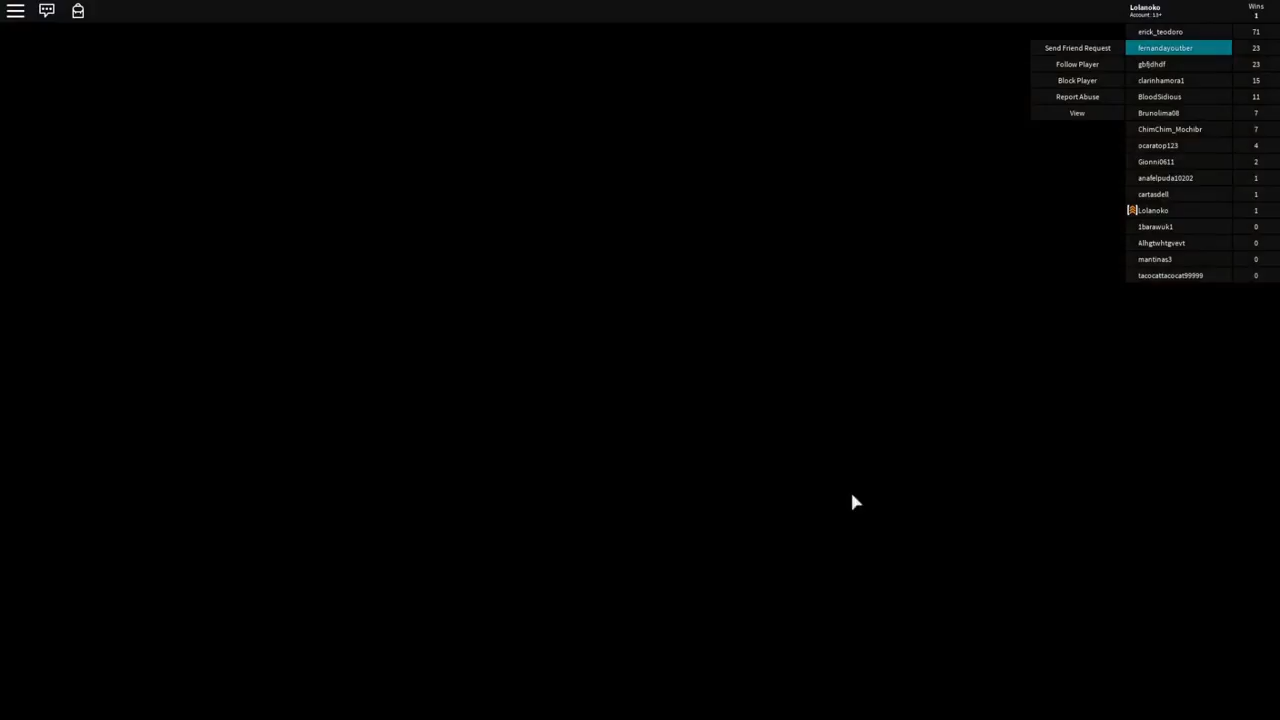 Lolanoko Wins
Account: 13+ 1
erick_teodoro 71
Send Friend Request fernandayoutber 23
Follow Player gbfjdhdf 23
Block Player clarinhamora1 15
Report Abuse BloodSidious 11
View Brunolima08 7
ChimChim_Mochibr 7
ocaratop123 4
Gionni0611 2
anafelpuda10202 1
cartasdell 1
Lolanoko 1
1barawuk1 0
Alhgtwhtgvevt 0
mantinas3 0
tacocattacocat99999 0